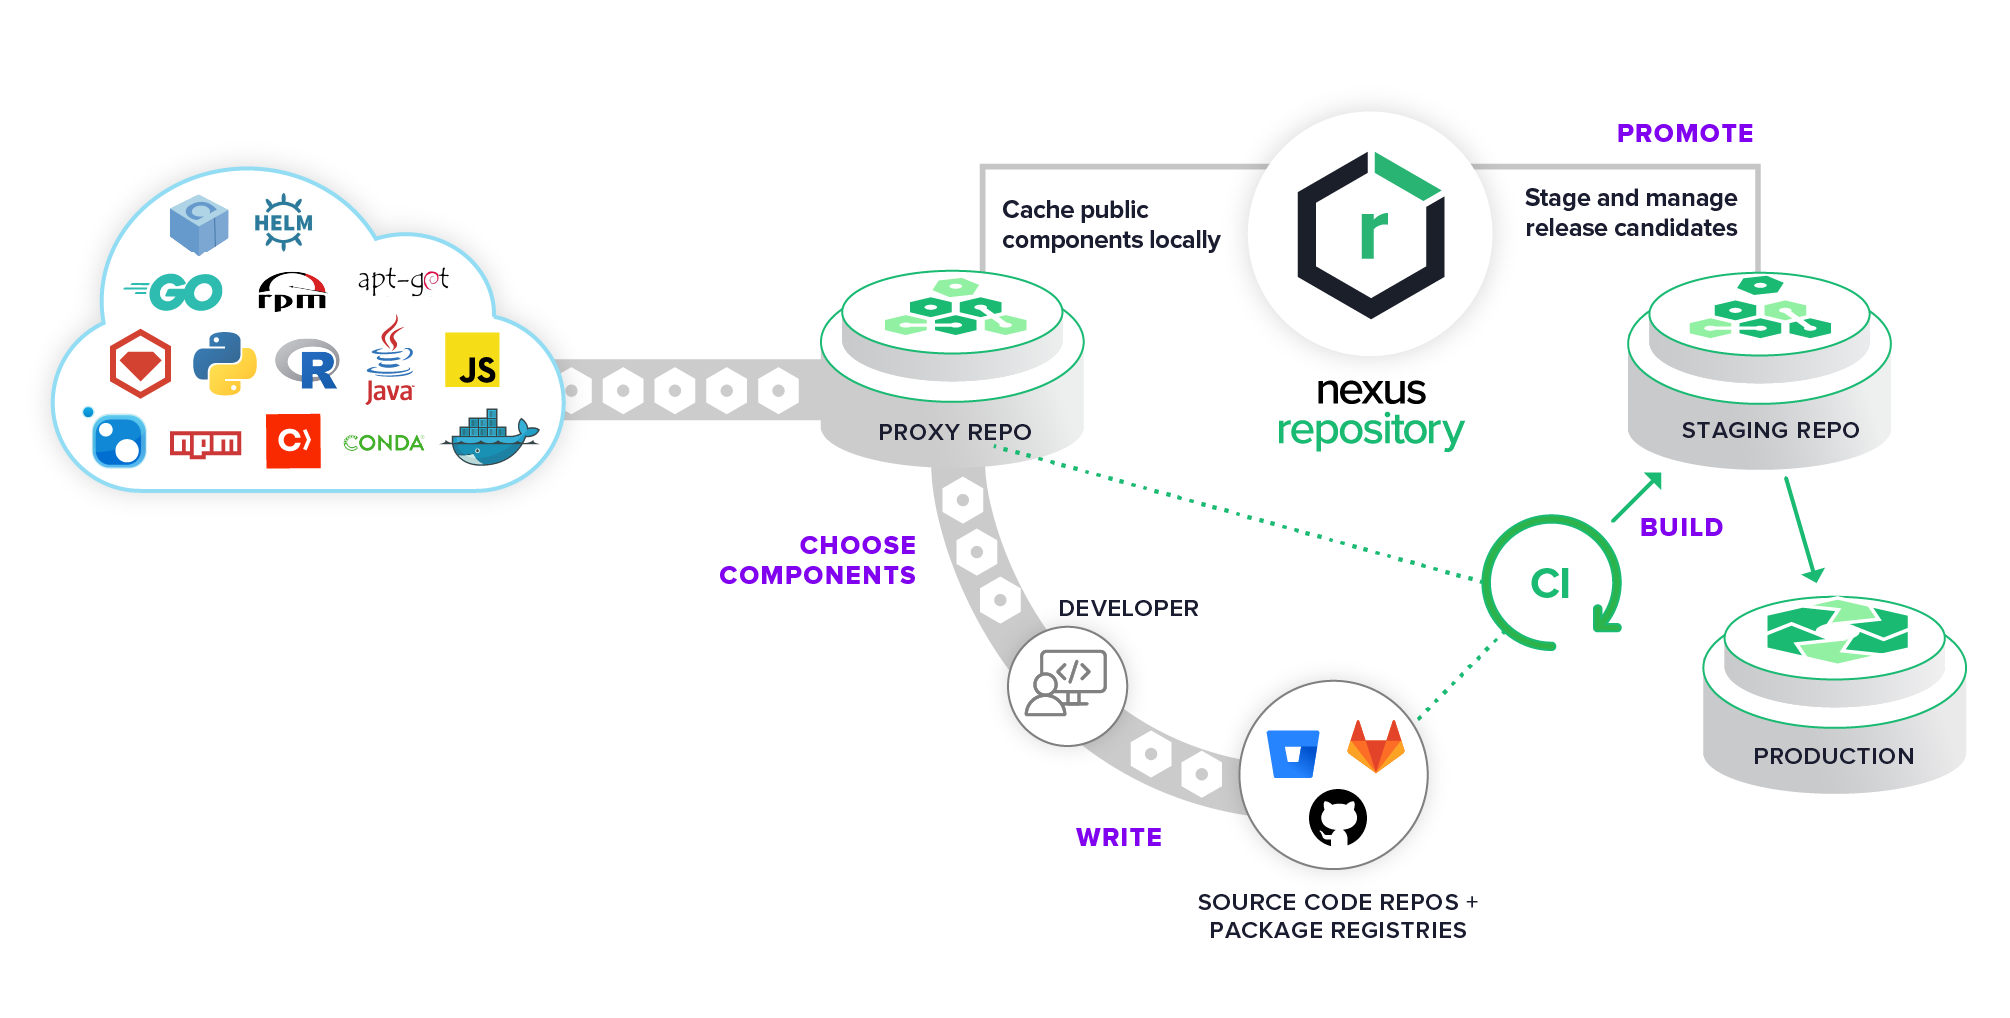 HELM
GO
rpm
apt-get
R
Java
JS
npm
C
CONDA
PROXY REPO
Cache public
components locally
r
nexus
repository
PROMOTE
Stage and manage
release candidates
STAGING REPO
CHOOSE
COMPONENTS
DEVELOPER
</>
WRITE
SOURCE CODE REPOS +
PACKAGE REGISTRIES
CI
BUILD
PRODUCTION